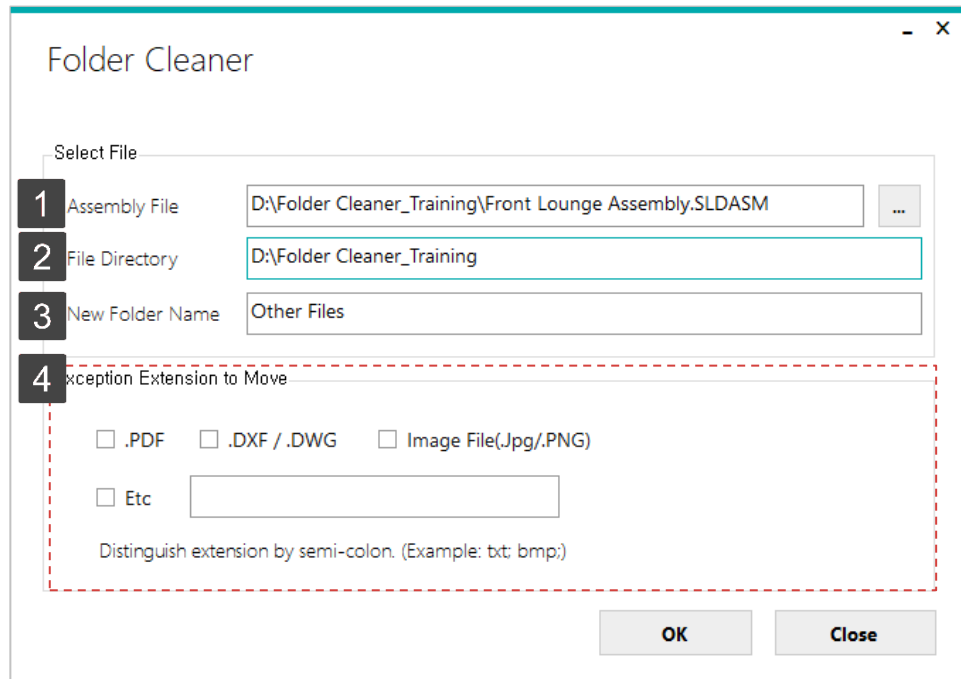 Folder Cleaner
Select File
1 Assembly File D:\Folder Cleaner_Training\Front Lounge Assembly.SLDASM ...
2 File Directory D:\Folder Cleaner_Training
3 New Folder Name Other Files
4 xception Extension to Move
.PDF .DXF / .DWG Image File(.Jpg/.PNG)
Etc
Distinguish extension by semi-colon. (Example: txt; bmp;)
OK Close